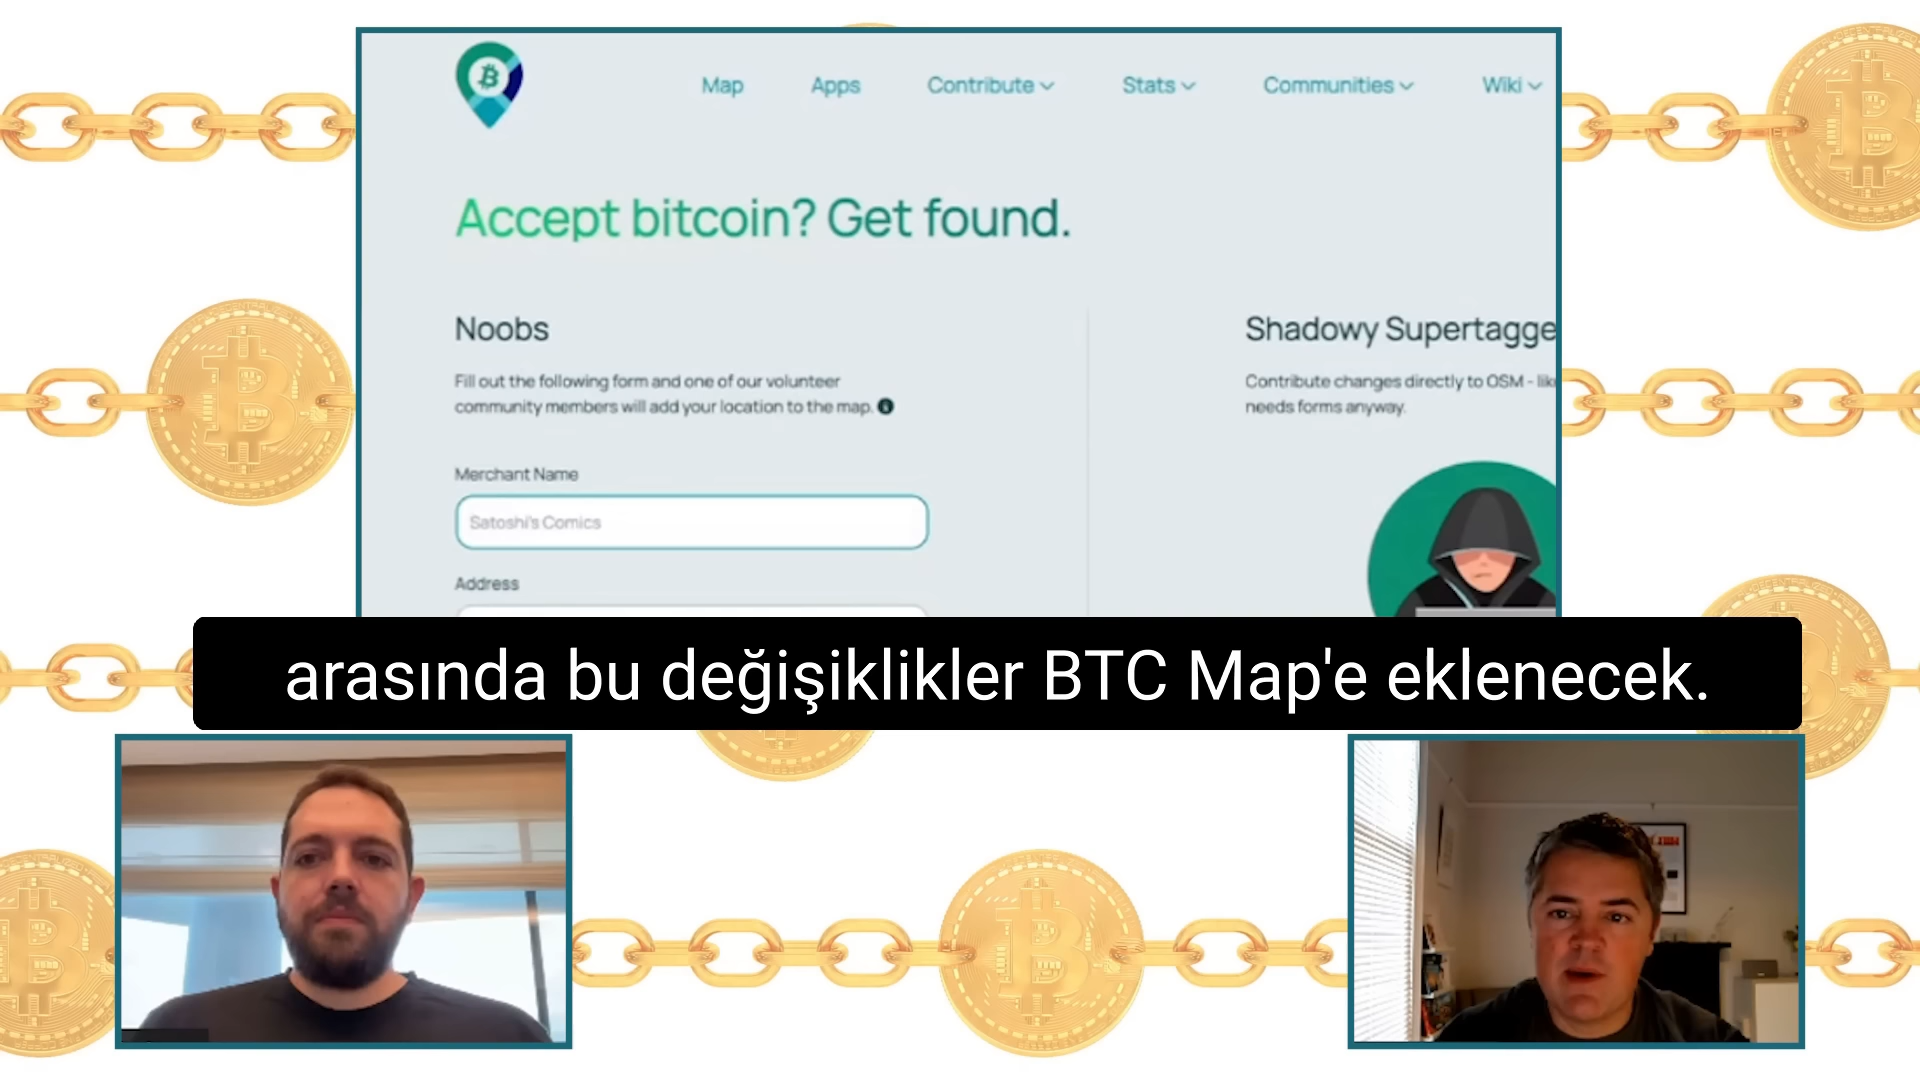 Map Apps Contribute Stats Communities Wiki
Accept bitcoin? Get found.
Noobs
Fill out the following form and one of our volunteer
community members will add your location to the map.
Merchant Name
Satoshi's Comics
Address
Shadowy Supertagge
Contribute changes directly to OSM - lik
needs forms anyway.
arasında bu değişiklikler BTC Map'e eklenecek.